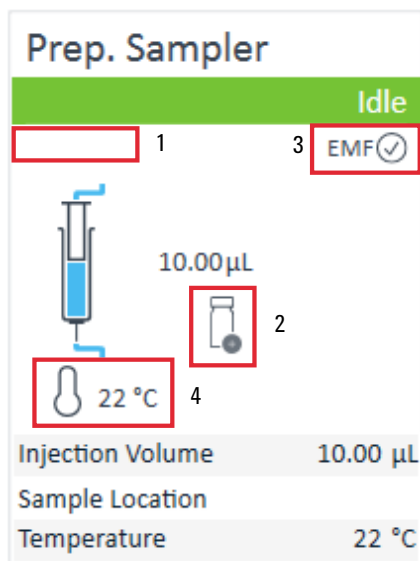 Prep. Sampler
Idle
1
3 EMF
10.00 µL
2
22 °C 4
Injection Volume 10.00 µL
Sample Location
Temperature 22 °C